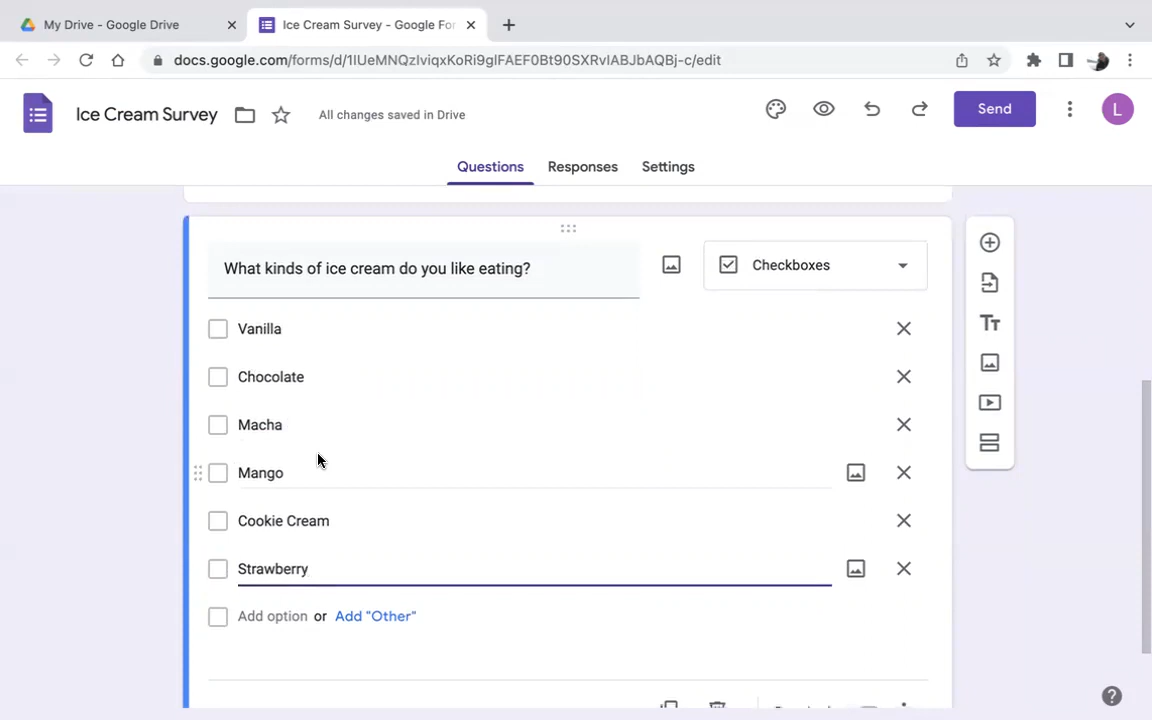 My Drive - Google Drive
Ice Cream Survey - Google For
docs.google.com/forms/d/1IUeMNQzIviqxKoRi9gIFAEF0Bt90SXRvIABJbAQBj-c/edit
Ice Cream Survey
All changes saved in Drive
Send
L
Questions
Responses
Settings
What kinds of ice cream do you like eating?
Checkboxes
Vanilla
Chocolate
Macha
Mango
Cookie Cream
Strawberry
Add option or Add "Other"